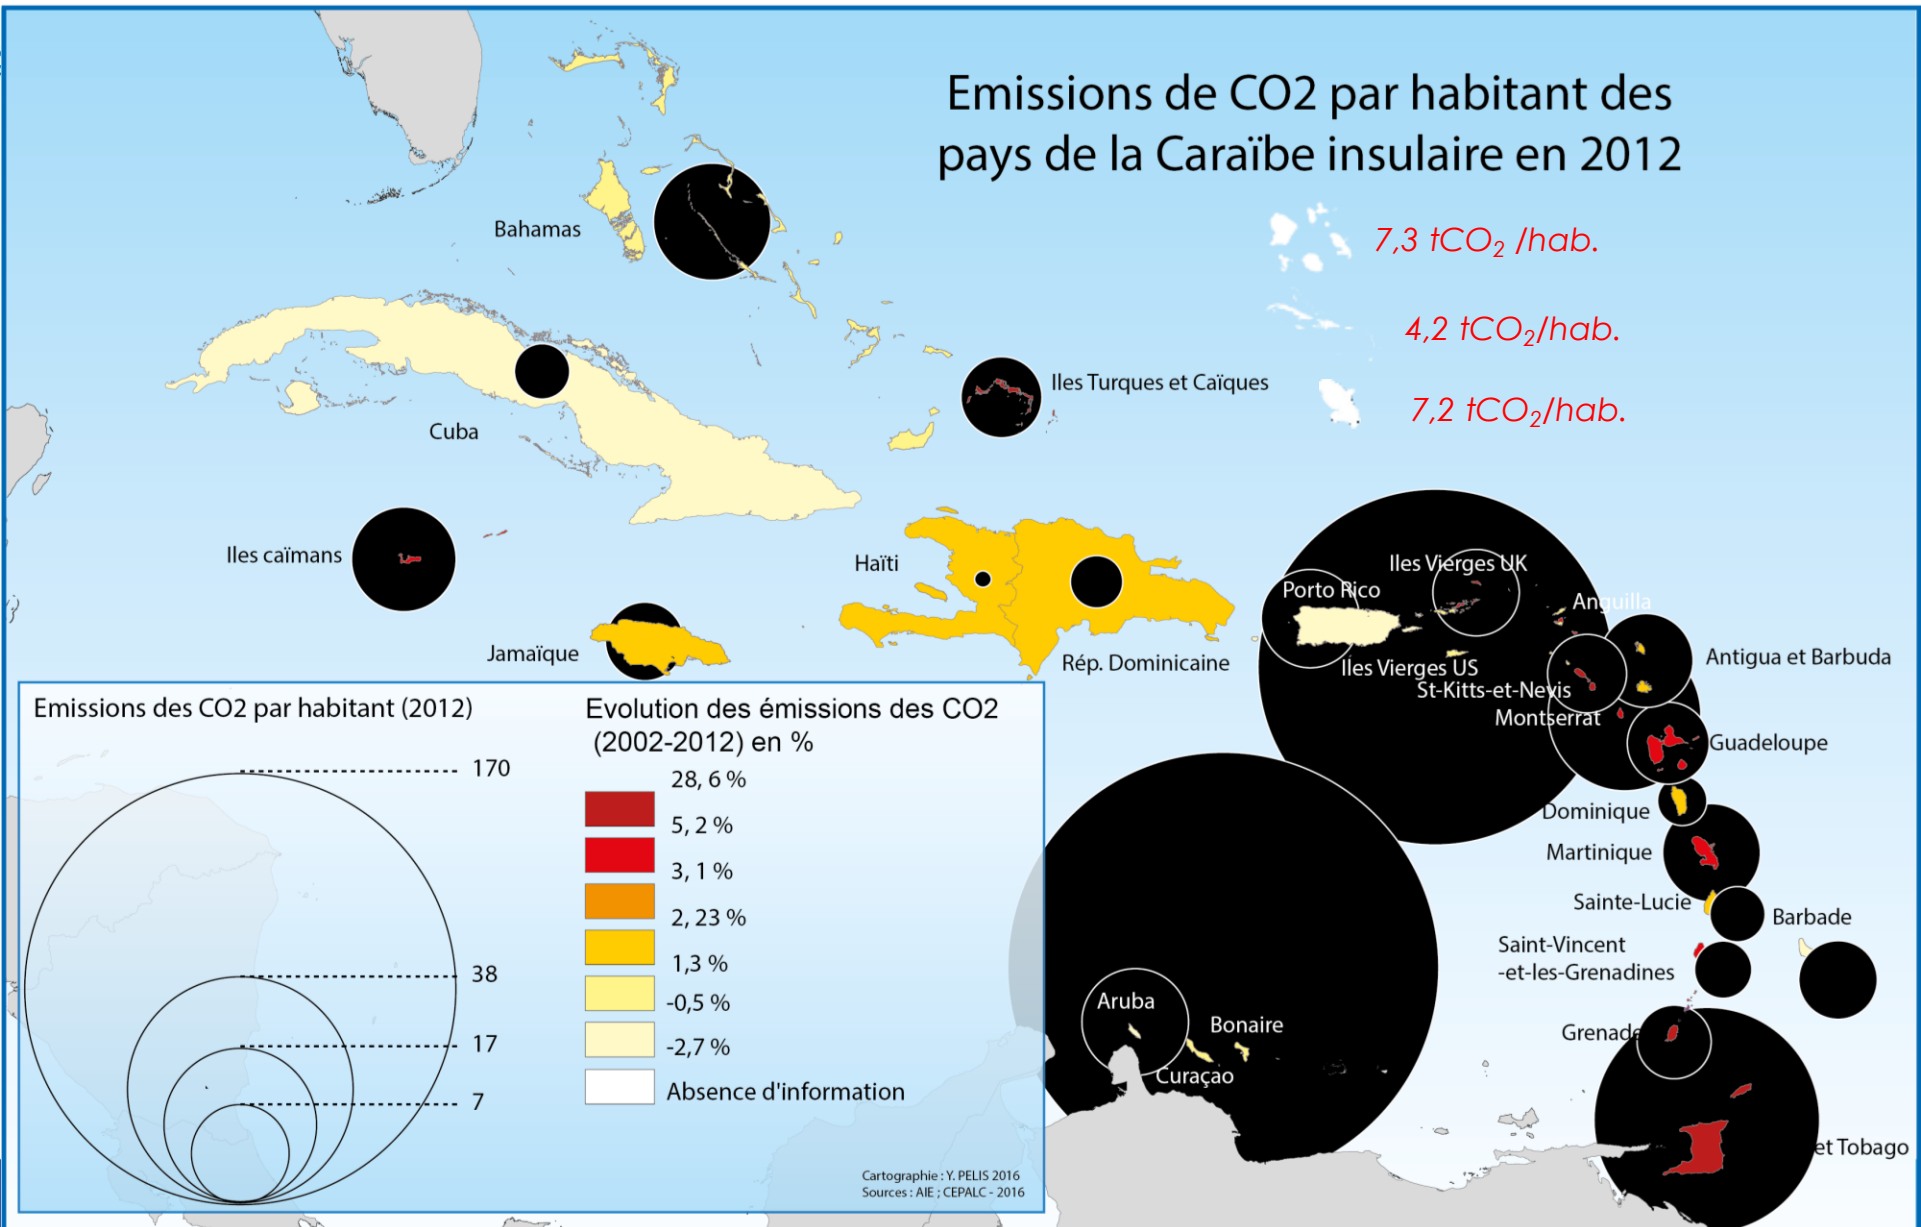 Emissions de CO2 par habitant des
pays de la Caraïbe insulaire en 2012
7,3 tCO₂ /hab.
4,2 tCO₂/hab.
7,2 tCO₂/hab.
Bahamas
Iles Turques et Caïques
Cuba
Iles caïmans
Haïti
Jamaïque
Rép. Dominicaine
Porto Rico
Iles Vierges UK
Anguilla
Iles Vierges US
St-Kitts-et-Nevis
Antigua et Barbuda
Montserrat
Guadeloupe
Dominique
Martinique
Sainte-Lucie
Barbade
Saint-Vincent
-et-les-Grenadines
Grenade
et Tobago
Aruba
Bonaire
Curaçao
Emissions des CO2 par habitant (2012)
170
38
17
7
Evolution des émissions des CO2
(2002-2012) en %
28, 6 %
5, 2 %
3, 1 %
2, 23 %
1,3 %
-0,5 %
-2,7 %
Absence d'information
Cartographie : Y. PELIS 2016
Sources : AIE ; CEPALC - 2016